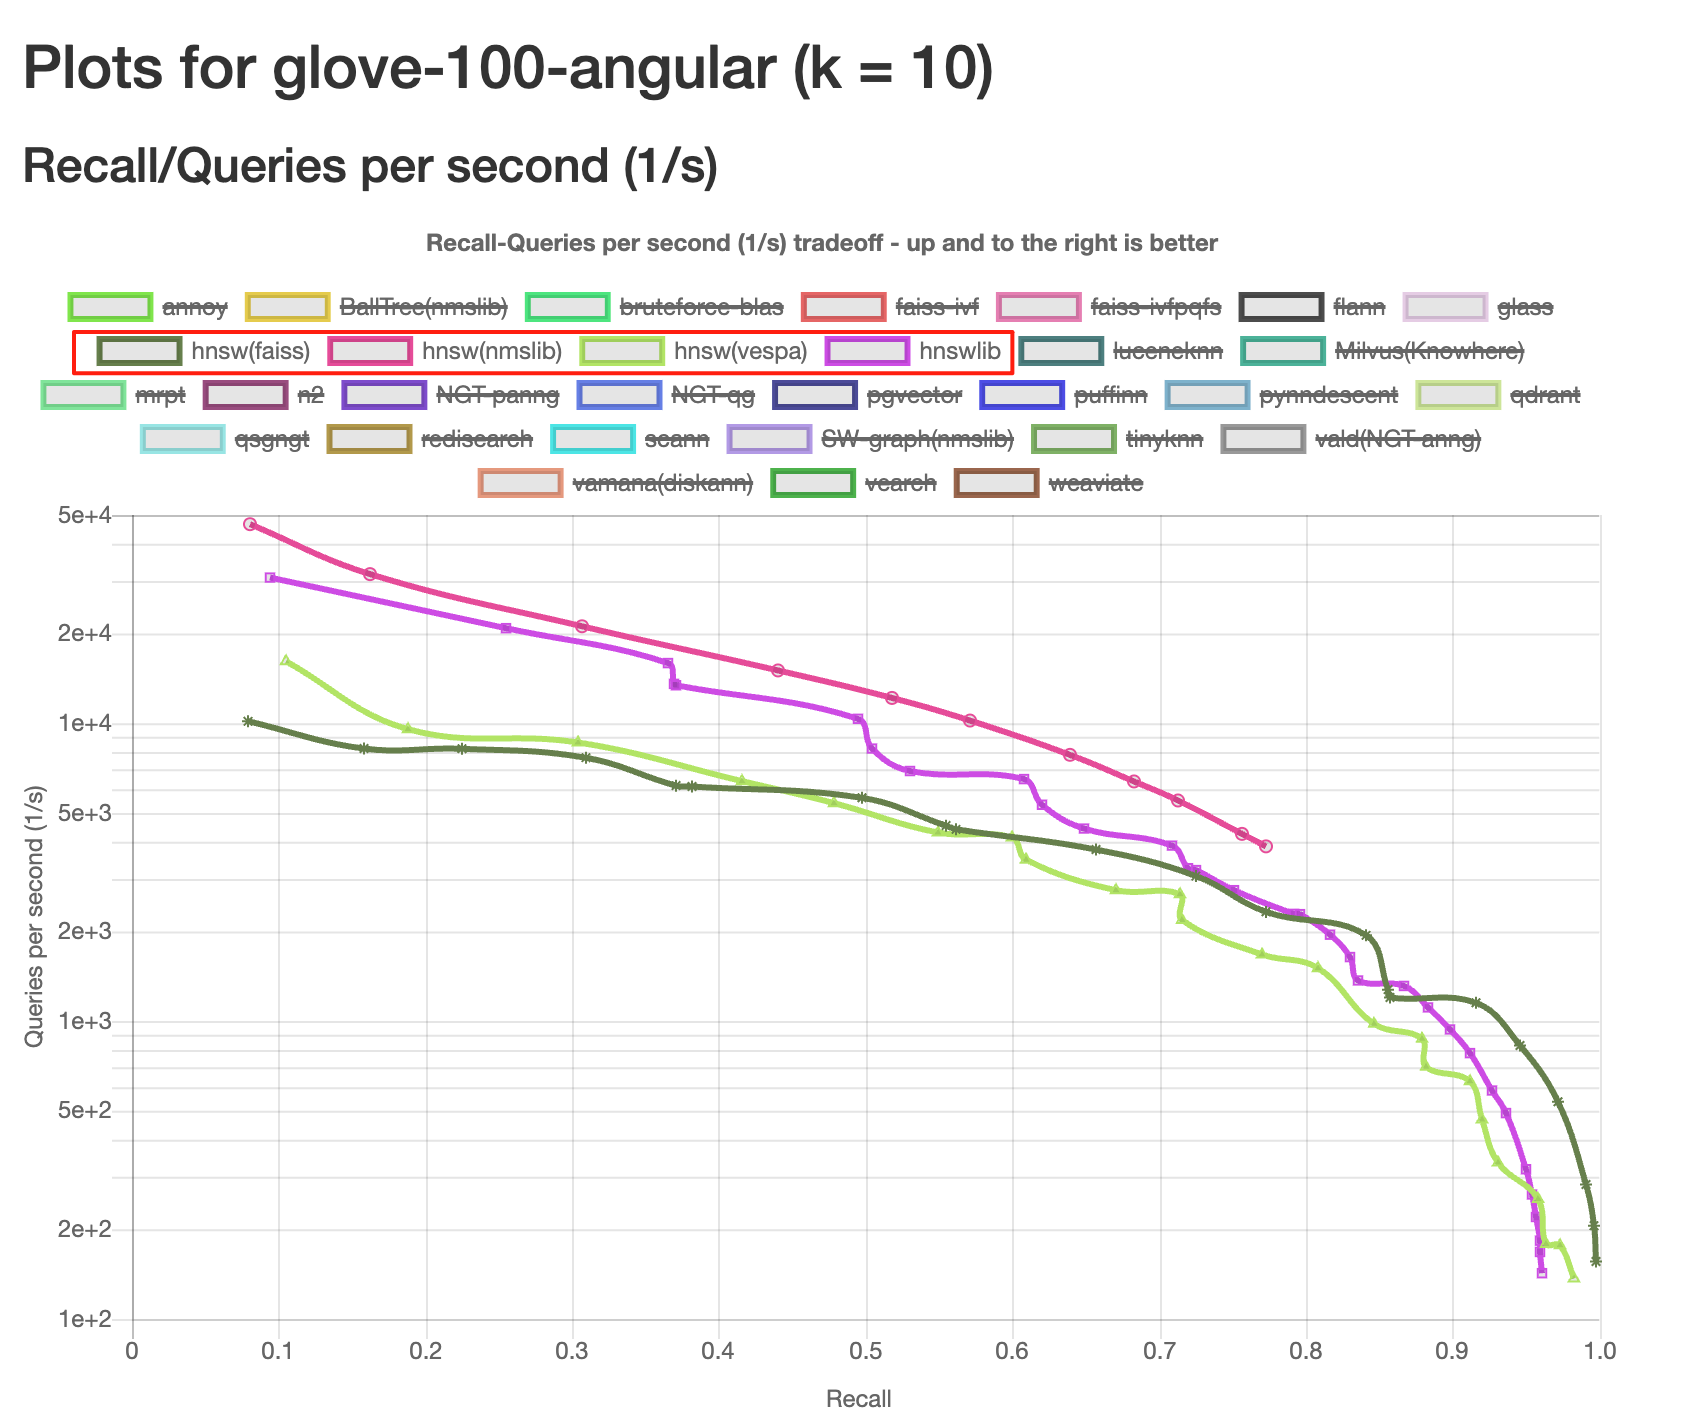 Plots for glove-100-angular (k = 10)
Recall/Queries per second (1/s)
Recall-Queries per second (1/s) tradeoff - up and to the right is better
annoy BallTree(nmslib) bruteforce-blas faiss-ivf faiss-ivfpqfs flann glass
hnsw(faiss) hnsw(nmslib) hnsw(vespa) hnswlib luceneknn Milvus(Knowhere)
mrpt n2 NGT-panng NGT-qg pgvector puffinn pynndescent qdrant
qsgngt redisearch scann SW-graph(nmslib) tinyknn vald(NGT-anng)
vamana(diskann) vearch weaviate
5e+4
2e+4
1e+4
5e+3
2e+3
1e+3
5e+2
2e+2
1e+2
Queries per second (1/s)
0 0.1 0.2 0.3 0.4 0.5 0.6 0.7 0.8 0.9 1.0
Recall